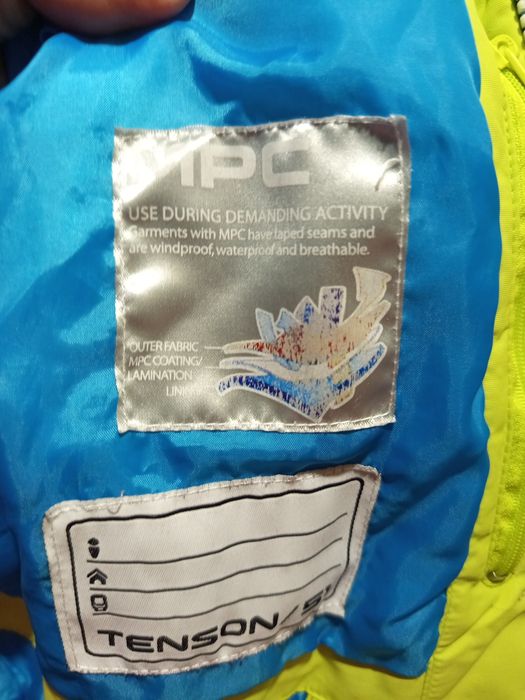 MPC
USE DURING DEMANDING ACTIVITY
Garments with MPC have taped seams and
are windproof, waterproof and breathable.
OUTER FABRIC
MPC COATING/
LAMINATION
LINING
TENSON/